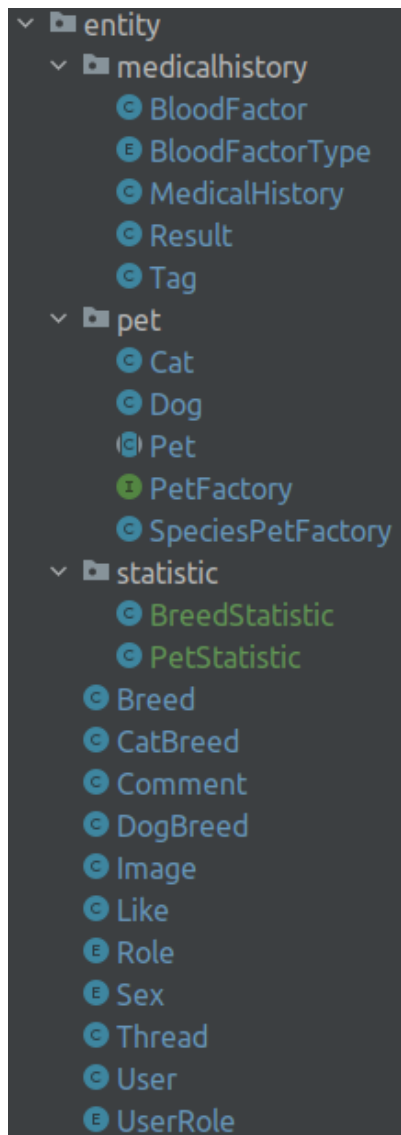 entity
medicalhistory
BloodFactor
BloodFactorType
MedicalHistory
Result
Tag
pet
Cat
Dog
Pet
PetFactory
SpeciesPetFactory
statistic
BreedStatistic
PetStatistic
Breed
CatBreed
Comment
DogBreed
Image
Like
Role
Sex
Thread
User
UserRole